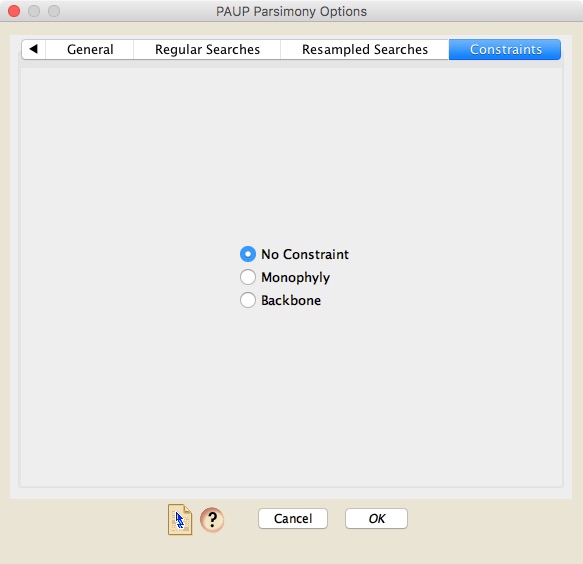 PAUP Parsimony Options
General Regular Searches Resampled Searches Constraints
No Constraint
Monophyly
Backbone
? Cancel OK